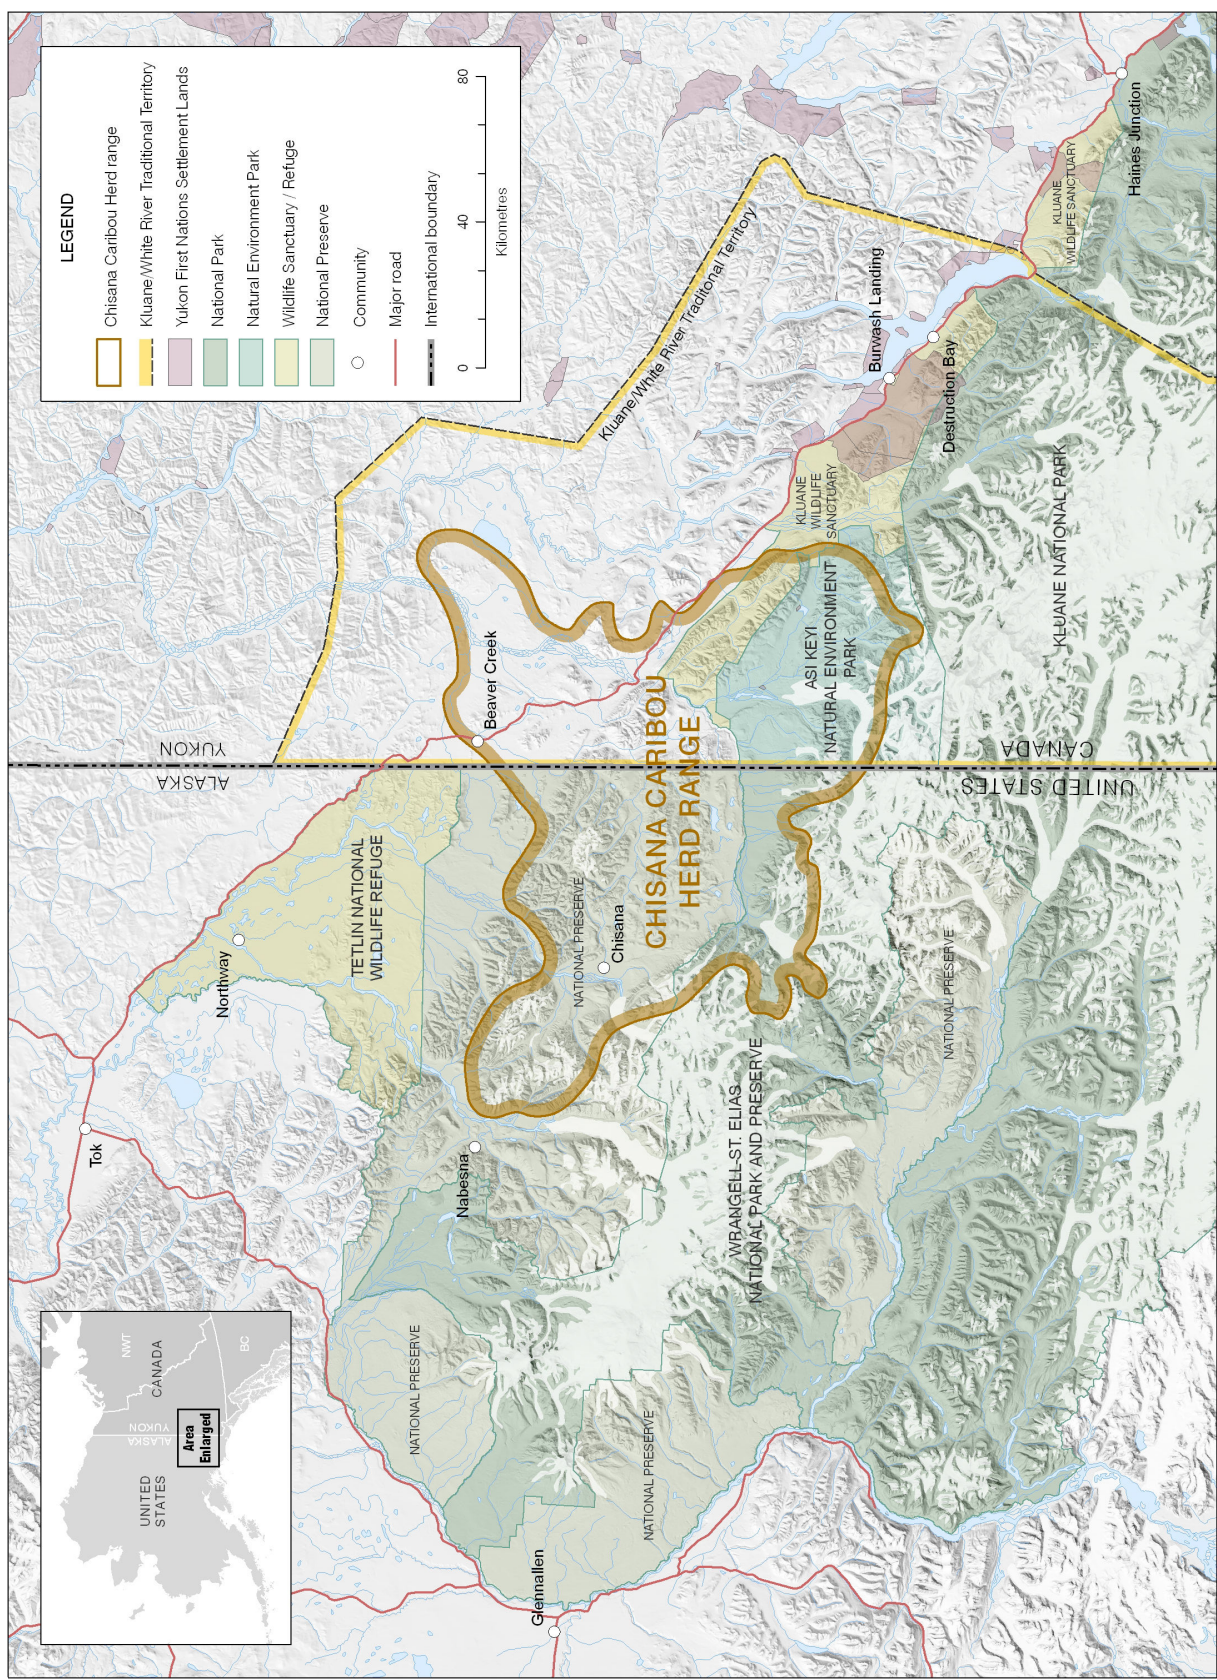 LEGEND
Chisana Caribou Herd range
Kluane/White River Traditional Territory
Yukon First Nations Settlement Lands
National Park
Natural Environment Park
Wildlife Sanctuary / Refuge
National Preserve
Community
Major road
International boundary
0
40
80
Kilometres
UNITED
STATES
ALASKA
YUKON
NWT
CANADA
BC
Area
Enlarged
Tok
Northway
TETLIN NATIONAL
WILDLIFE REFUGE
ALASKA
YUKON
Beaver Creek
Kluane/White River Traditonal Territory
Nabesna
NATIONAL PRESERVE
Chisana
CHISANA CARIBOU
HERD RANGE
NATIONAL PRESERVE
Glennallen
NATIONAL PRESERVE
WRANGELL-ST. ELIAS
NATIONAL PARK AND PRESERVE
NATIONAL PRESERVE
ASI KEYI
NATURAL ENVIRONMENT
PARK
KLUANE
WILDLIFE
SANCTUARY
Burwash Landing
Destruction Bay
KLUANE NATIONAL PARK
KLUANE
WILDLIFE SANCTUARY
Haines Junction
UNITED STATES
CANADA